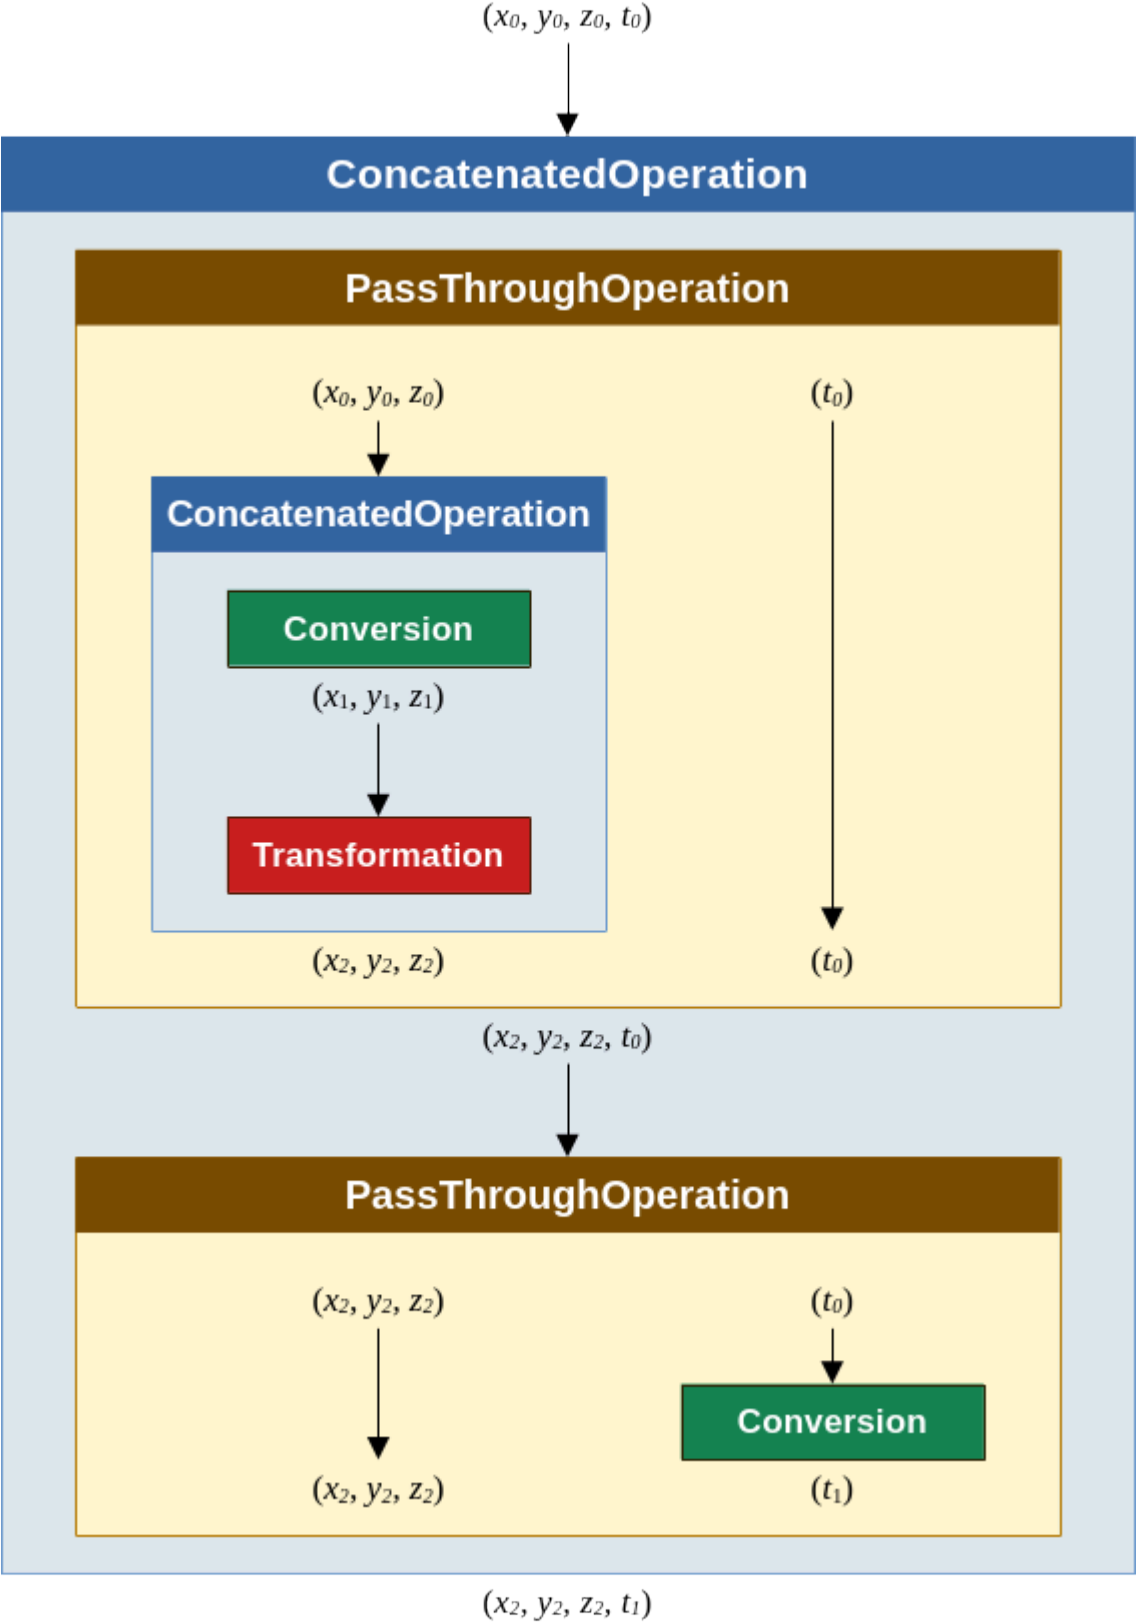 (x₀, y₀, z₀, t₀)
ConcatenatedOperation
PassThroughOperation
(x₀, y₀, z₀) (t₀)
ConcatenatedOperation
Conversion
(x₁, y₁, z₁)
Transformation
(x₂, y₂, z₂) (t₀)
(x₂, y₂, z₂, t₀)
PassThroughOperation
(x₂, y₂, z₂) (t₀)
Conversion
(x₂, y₂, z₂) (t₁)
(x₂, y₂, z₂, t₁)